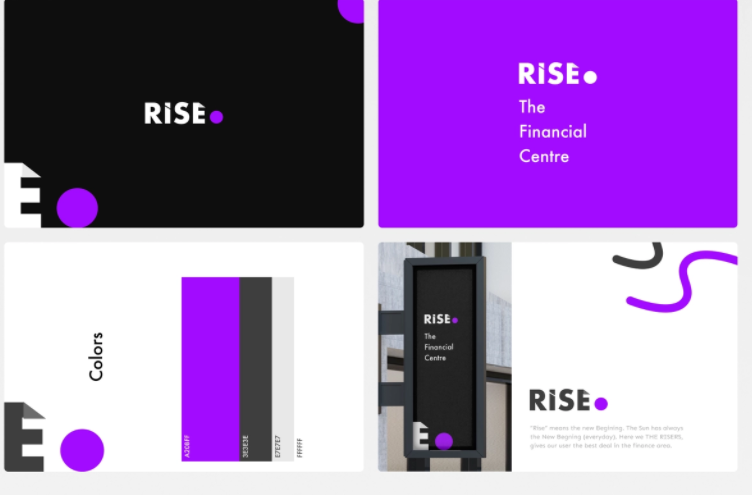 RiSE
RiSE
The
Financial
Centre
Colors
A20BFF
3E3E3E
E7E7E7
FFFFFF
RiSE
The
Financial
Centre
RiSE
"Rise" means the new Begining. The Sun has always
the New Begining (everyday). Here we THE RISERS,
gives our user the best deal in the finance area.